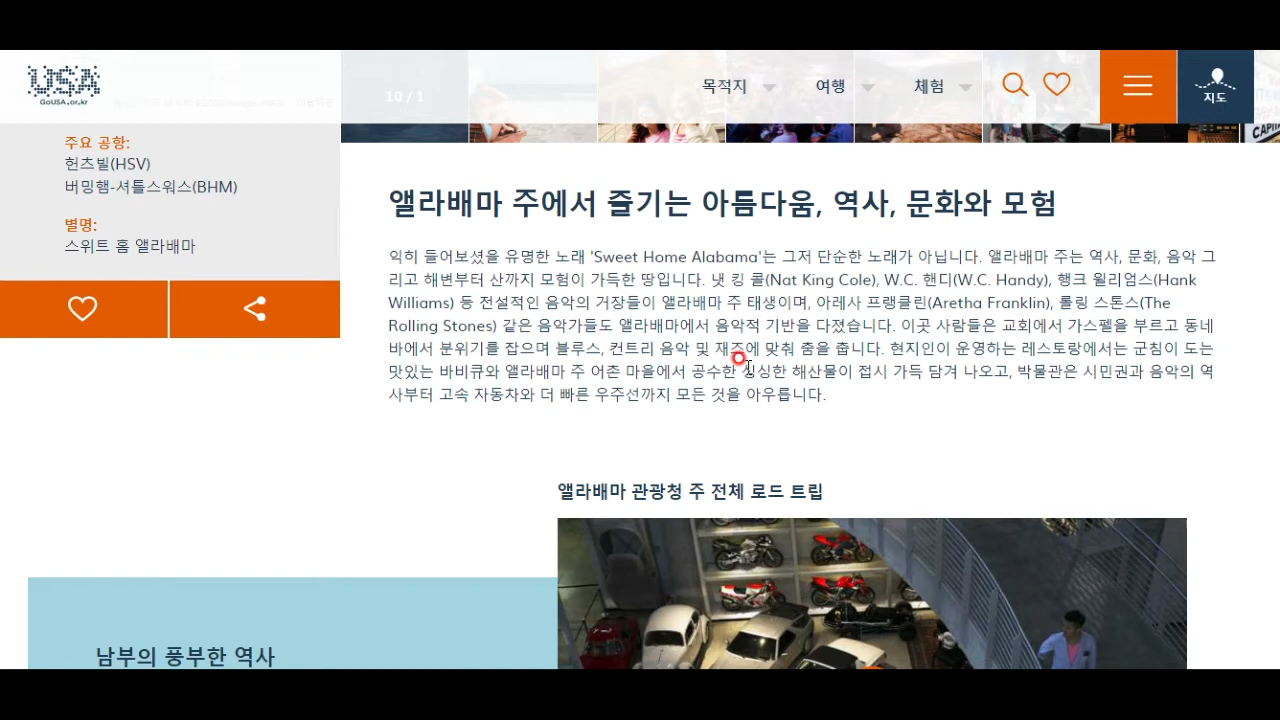 USA
GoUSA.or.kr
10 / 1
목적지
여행
체험
지도
주요 공항:
헌츠빌(HSV)
버밍햄-셔틀스워스(BHM)
별명:
스위트 홈 앨라배마
앨라배마 주에서 즐기는 아름다움, 역사, 문화와 모험
익히 들어보셨을 유명한 노래 'Sweet Home Alabama'는 그저 단순한 노래가 아닙니다. 앨라배마 주는 역사, 문화, 음악 그
리고 해변부터 산까지 모험이 가득한 땅입니다. 냇 킹 콜(Nat King Cole), W.C. 핸디(W.C. Handy), 행크 윌리엄스(Hank
Williams) 등 전설적인 음악의 거장들이 앨라배마 주 태생이며, 아레사 프랭클린(Aretha Franklin), 롤링 스톤스(The
Rolling Stones) 같은 음악가들도 앨라배마에서 음악적 기반을 다졌습니다. 이곳 사람들은 교회에서 가스펠을 부르고 동네
바에서 분위기를 잡으며 블루스, 컨트리 음악 및 재즈에 맞춰 춤을 춥니다. 현지인이 운영하는 레스토랑에서는 군침이 도는
맛있는 바비큐와 앨라배마 주 어촌 마을에서 공수한 싱싱한 해산물이 접시 가득 담겨 나오고, 박물관은 시민권과 음악의 역
사부터 고속 자동차와 더 빠른 우주선까지 모든 것을 아우릅니다.
앨라배마 관광청 주 전체 로드 트립
남부의 풍부한 역사